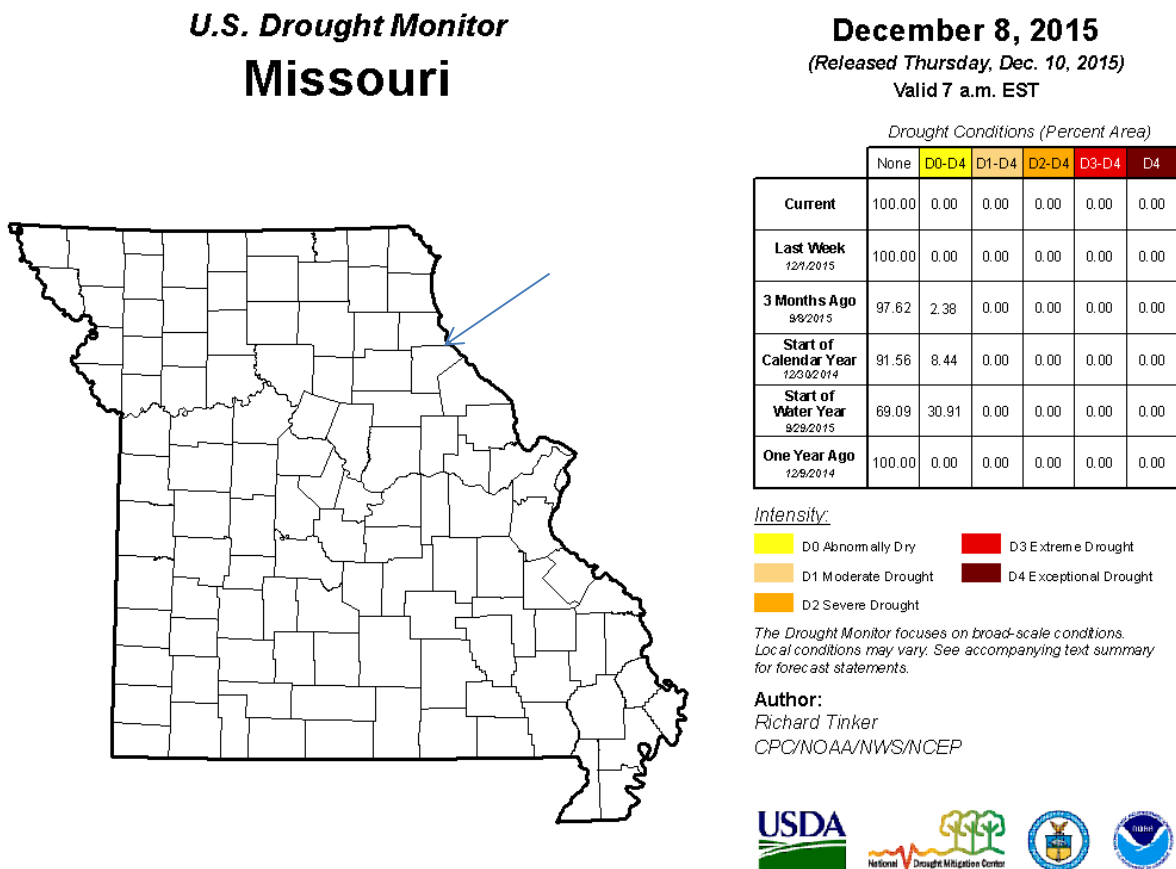 U.S. Drought Monitor
Missouri
December 8, 2015
(Released Thursday, Dec. 10, 2015)
Valid 7 a.m. EST
Drought Conditions (Percent Area)
None D0-D4 D1-D4 D2-D4 D3-D4 D4
Current 100.00 0.00 0.00 0.00 0.00 0.00
Last Week
12/1/2015
100.00 0.00 0.00 0.00 0.00 0.00
3 Months Ago
9/8/2015
97.62 2.38 0.00 0.00 0.00 0.00
Start of
Calendar Year
12/30/2014
91.56 8.44 0.00 0.00 0.00 0.00
Start of
Water Year
9/29/2015
69.09 30.91 0.00 0.00 0.00 0.00
One Year Ago
12/9/2014
100.00 0.00 0.00 0.00 0.00 0.00
Intensity:
D0 Abnormally Dry
D1 Moderate Drought
D2 Severe Drought
D3 Extreme Drought
D4 Exceptional Drought
The Drought Monitor focuses on broad-scale conditions.
Local conditions may vary. See accompanying text summary
for forecast statements.
Author:
Richard Tinker
CPC/NOAA/NWS/NCEP
USDA
National Drought Mitigation Center
NOAA